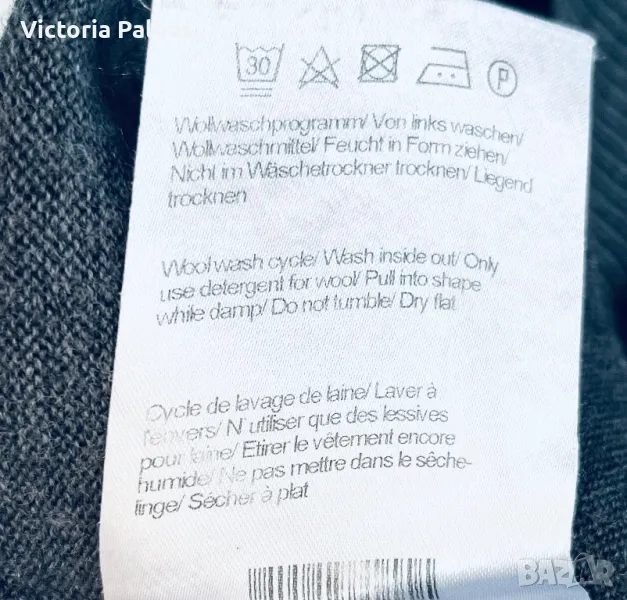 Victoria Pal
30
P
Wollwaschprogramm/ Von links waschen/
Wollwaschmittel/ Feucht in Form ziehen/
Nicht im Wäschetrockner trocknen/ Liegend
trocknen
Wool wash cycle/ Wash inside out/ Only
use detergent for wool/ Pull into shape
while damp/ Do not tumble/ Dry flat
Cycle de lavage de laine/ Laver à
l'envers/ N' utiliser que des lessives
pour laine/ Etirer le vêtement encore
humide/ Ne pas mettre dans le sèche-
linge/ Sécher à plat
BAZAR